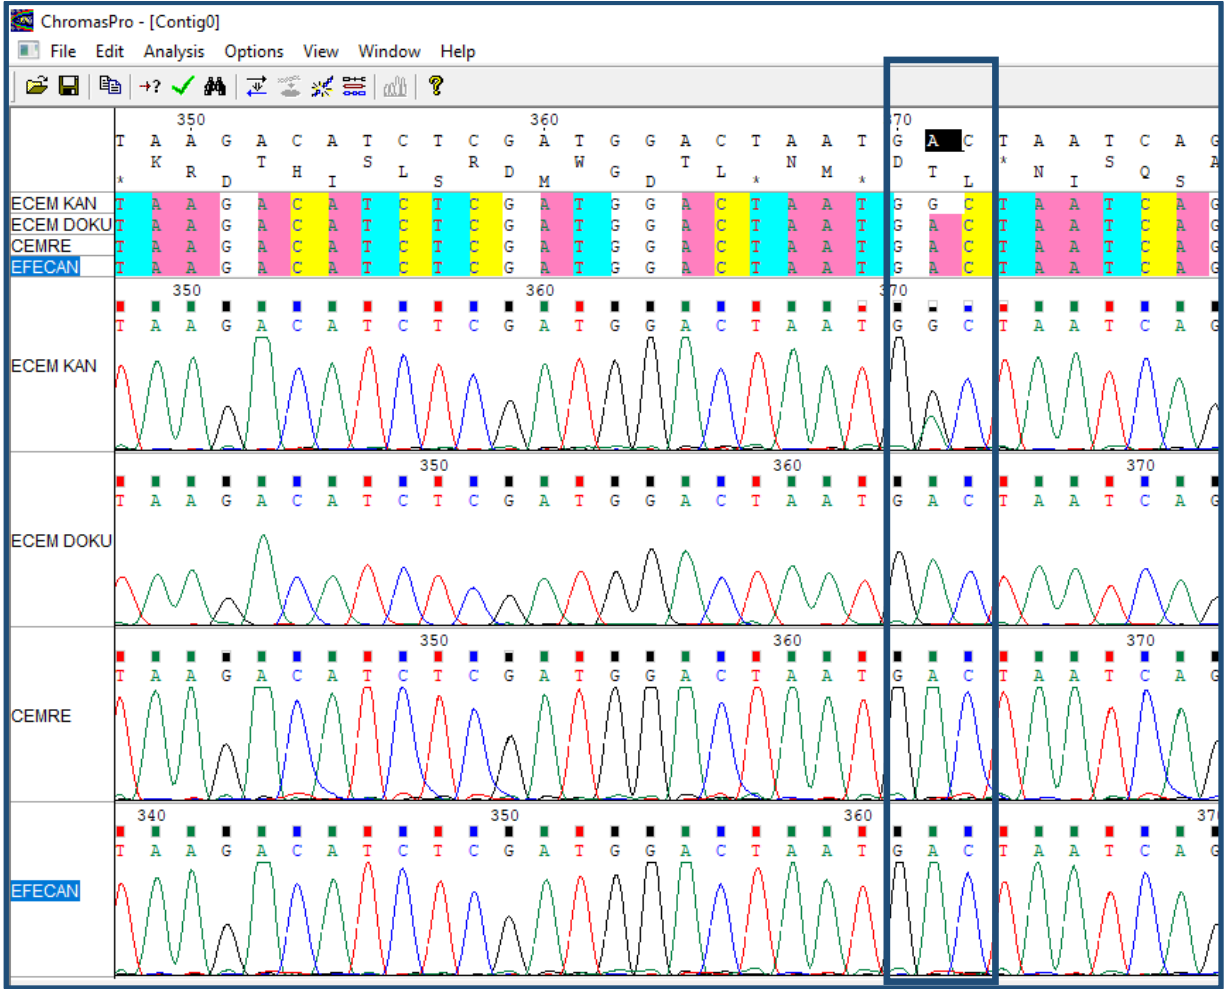 ChromasPro - [Contig0]
File Edit Analysis Options View Window Help
350 360 370
T A A G A C A T C T C G A T G G A C T A A T G A C T A A T C A G
K T S R W T N D * S A
R H L D G L M T N Q
* D I S M D * * L I S
ECEM KAN T A A G A C A T C T C G A T G G A C T A A T G G C T A A T C A G
ECEM DOKU T A A G A C A T C T C G A T G G A C T A A T G A C T A A T C A G
CEMRE T A A G A C A T C T C G A T G G A C T A A T G A C T A A T C A G
EFECAN T A A G A C A T C T C G A T G G A C T A A T G A C T A A T C A G
350 360 370
T A A G A C A T C T C G A T G G A C T A A T G G C T A A T C A G
ECEM KAN
350 360 370
T A A G A C A T C T C G A T G G A C T A A T G A C T A A T C A G
ECEM DOKU
350 360 370
T A A G A C A T C T C G A T G G A C T A A T G A C T A A T C A G
CEMRE
340 350 360 370
T A A G A C A T C T C G A T G G A C T A A T G A C T A A T C A G
EFECAN